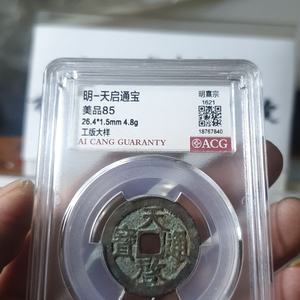 明-天启通宝
美品85
26.4*1.5mm 4.8g
工版大样
AI CANG GUARANTY
明熹宗
1621
18767840
ACG
天啓通寶